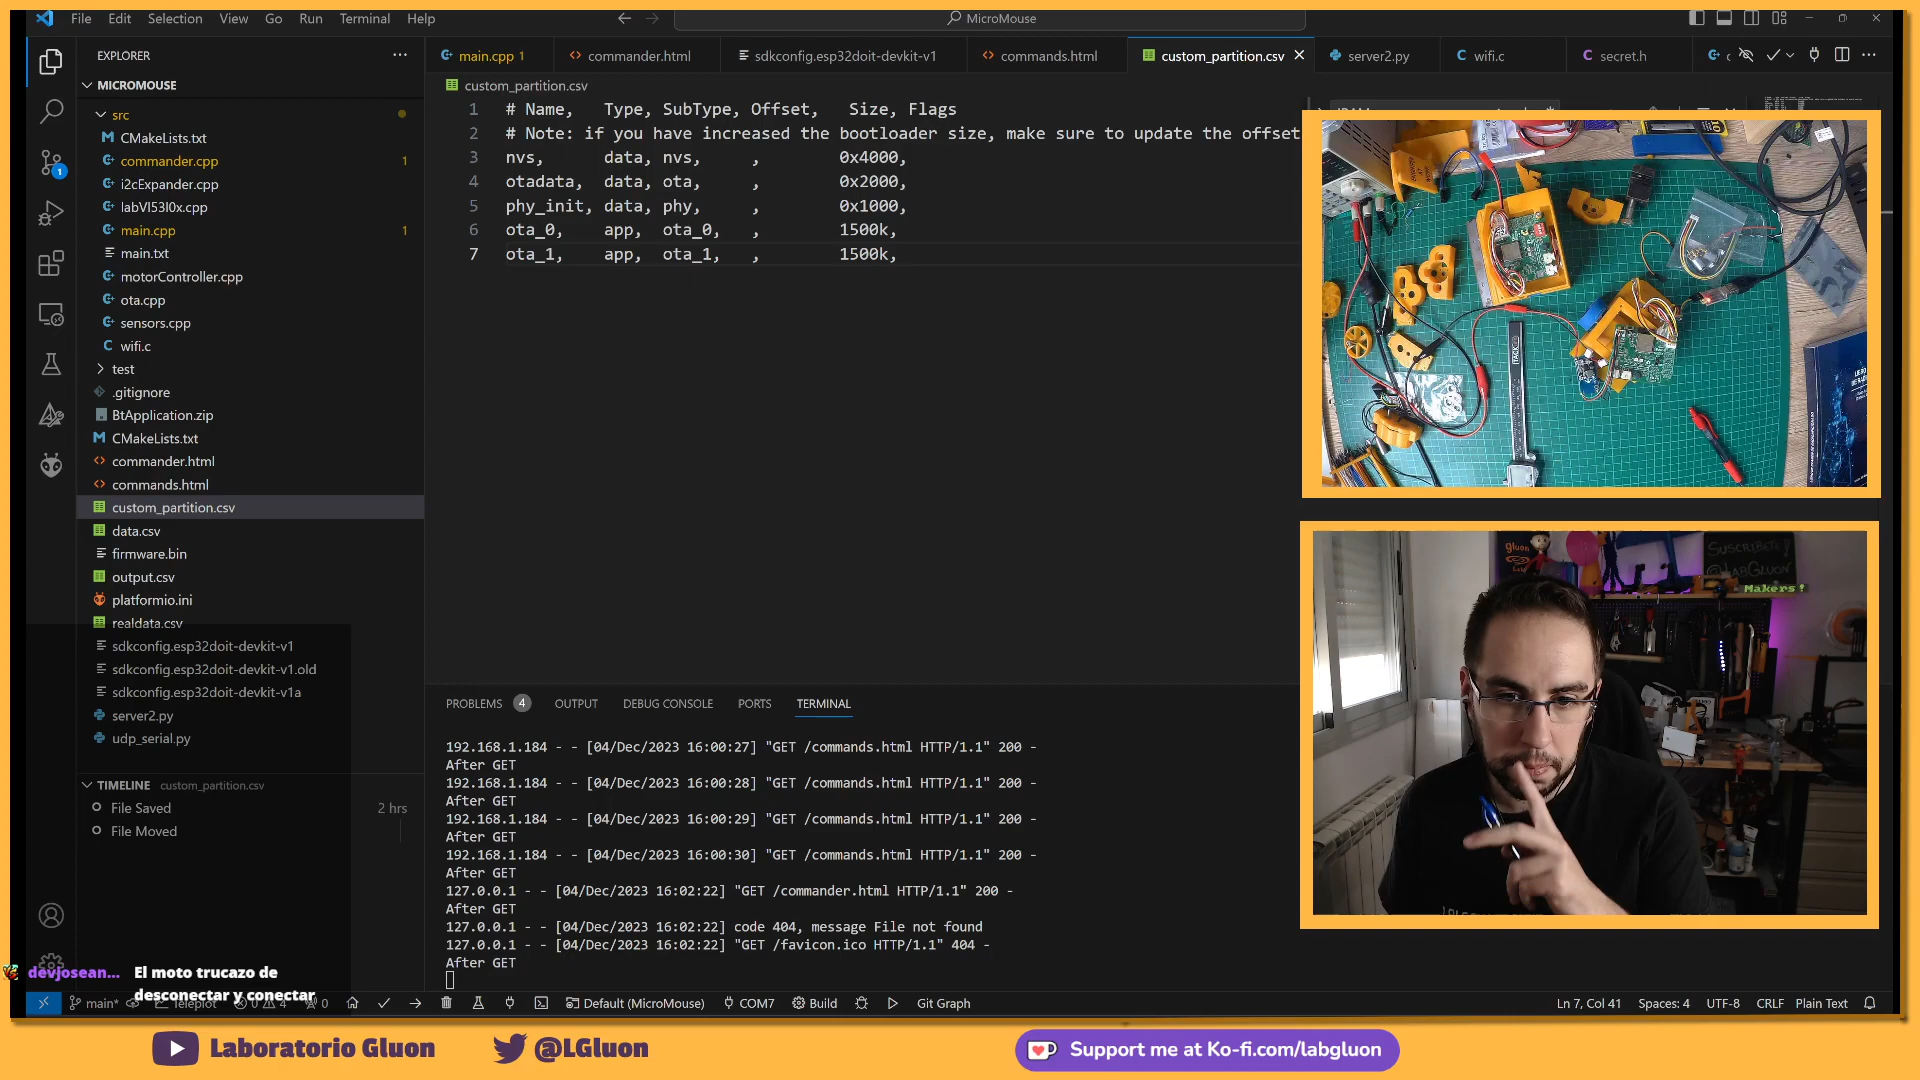 File Edit Selection View Go Run Terminal Help
MicroMouse
EXPLORER
MICROMOUSE
src
CMakeLists.txt
commander.cpp 1
i2cExpander.cpp
labVl53l0x.cpp
main.cpp 1
main.txt
motorController.cpp
ota.cpp
sensors.cpp
wifi.c
test
.gitignore
BtApplication.zip
CMakeLists.txt
commander.html
commands.html
custom_partition.csv
data.csv
firmware.bin
output.csv
platformio.ini
realdata.csv
sdkconfig.esp32doit-devkit-v1
sdkconfig.esp32doit-devkit-v1.old
sdkconfig.esp32doit-devkit-v1a
server2.py
udp_serial.py
TIMELINE custom_partition.csv
File Saved 2 hrs
File Moved
main.cpp 1 commander.html sdkconfig.esp32doit-devkit-v1 commands.html custom_partition.csv server2.py wifi.c secret.h
custom_partition.csv
1 # Name, Type, SubType, Offset, Size, Flags
2 # Note: if you have increased the bootloader size, make sure to update the offset
3 nvs, data, nvs, , 0x4000,
4 otadata, data, ota, , 0x2000,
5 phy_init, data, phy, , 0x1000,
6 ota_0, app, ota_0, , 1500k,
7 ota_1, app, ota_1, , 1500k,
PROBLEMS 4 OUTPUT DEBUG CONSOLE PORTS TERMINAL
192.168.1.184 - - [04/Dec/2023 16:00:27] "GET /commands.html HTTP/1.1" 200 -
After GET
192.168.1.184 - - [04/Dec/2023 16:00:28] "GET /commands.html HTTP/1.1" 200 -
After GET
192.168.1.184 - - [04/Dec/2023 16:00:29] "GET /commands.html HTTP/1.1" 200 -
After GET
192.168.1.184 - - [04/Dec/2023 16:00:30] "GET /commands.html HTTP/1.1" 200 -
After GET
127.0.0.1 - - [04/Dec/2023 16:02:22] "GET /commander.html HTTP/1.1" 200 -
After GET
127.0.0.1 - - [04/Dec/2023 16:02:22] code 404, message File not found
127.0.0.1 - - [04/Dec/2023 16:02:22] "GET /favicon.ico HTTP/1.1" 404 -
After GET
gluon
SUSCRIBETE!
@LABGLUON
Makers!
devjosean... El moto trucazo de
desconectar y conectar
main* Teleplot 0 4 0 Default (MicroMouse) COM7 Build Git Graph Ln 7, Col 41 Spaces: 4 UTF-8 CRLF Plain Text
Laboratorio Gluon @LGluon Support me at Ko-fi.com/labgluon